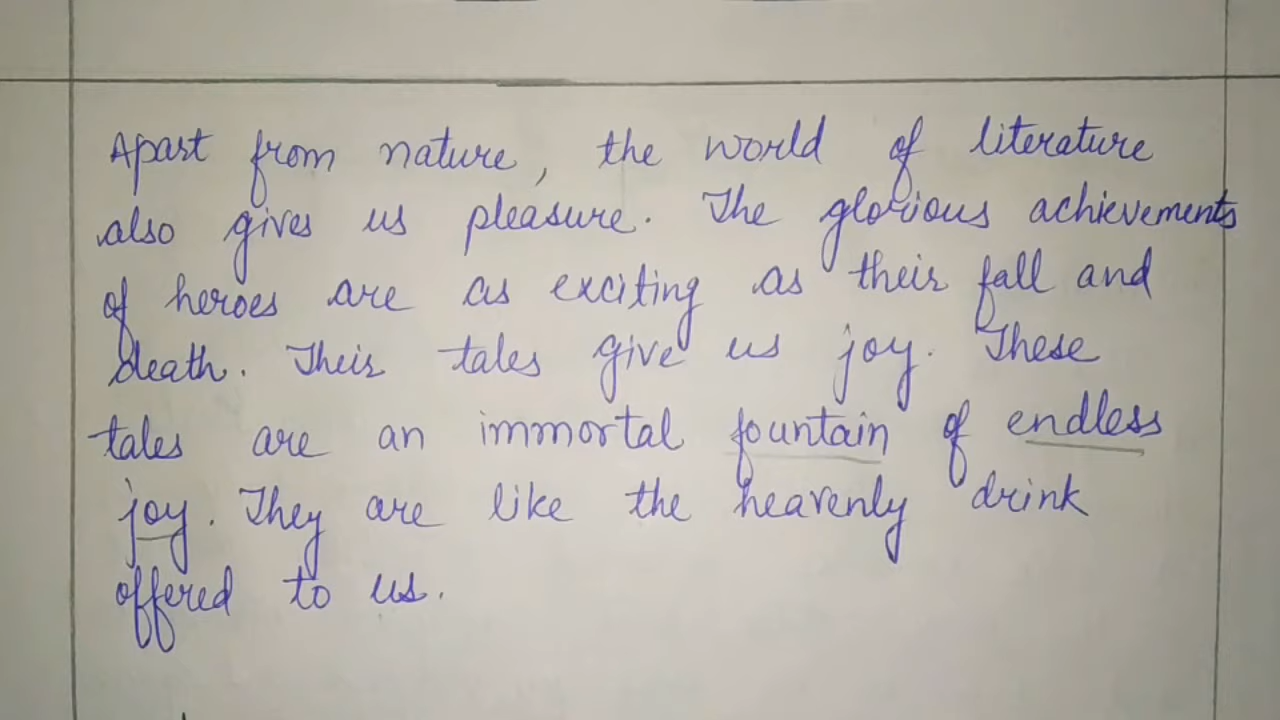 Apart from nature, the world of literature
also gives us pleasure. The glorious achievements
of heroes are as exciting as their fall and
death. Their tales give us joy. These
tales are an immortal fountain of endless
joy. They are like the heavenly drink
offered to us.